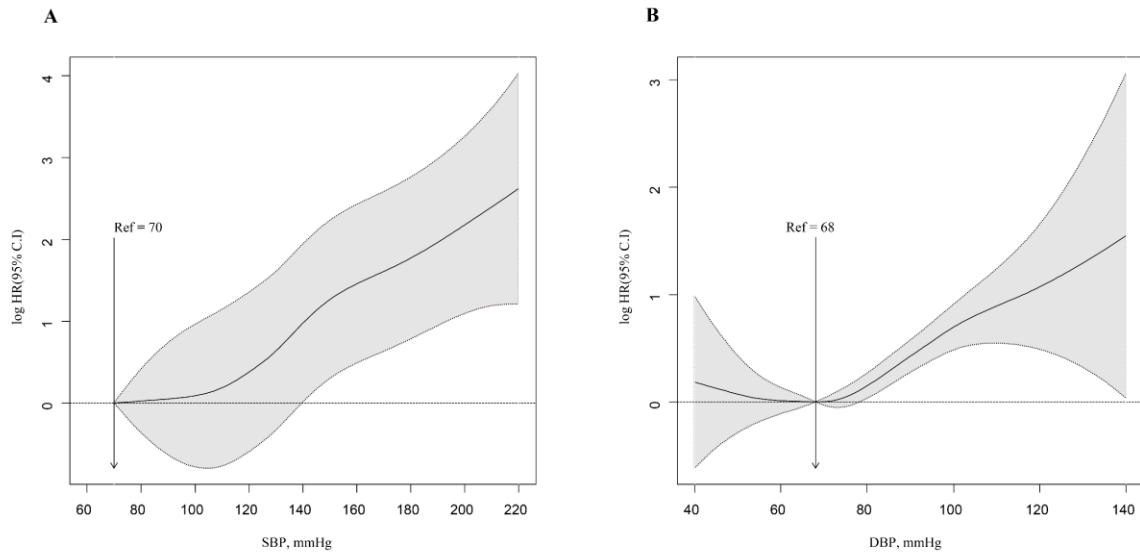 A
log HR(95% C.I)
4
3
2
1
0
Ref = 70
60 80 100 120 140 160 180 200 220
SBP, mmHg
B
log HR(95% C.I)
3
2
1
0
Ref = 68
40 60 80 100 120 140
DBP, mmHg